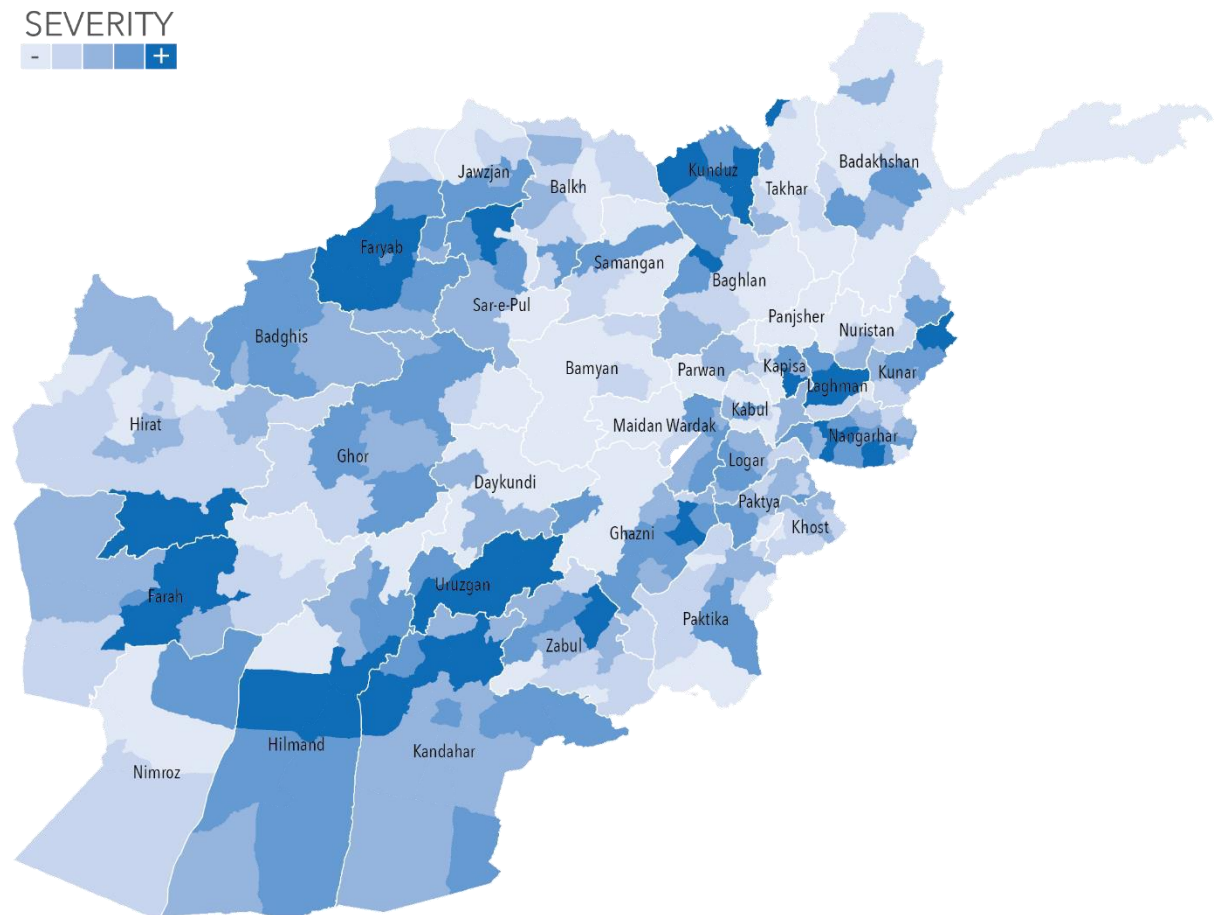 SEVERITY
- +
Jawzjan
Balkh
Kunduz
Takhar
Badakhshan
Faryab
Samangan
Baghlan
Sar-e-Pul
Panjsher
Nuristan
Badghis
Bamyan
Parwan
Kapisa
Laghman
Kunar
Hirat
Kabul
Maidan Wardak
Nangarhar
Ghor
Logar
Daykundi
Paktya
Khost
Ghazni
Uruzgan
Farah
Paktika
Zabul
Hilmand
Kandahar
Nimroz